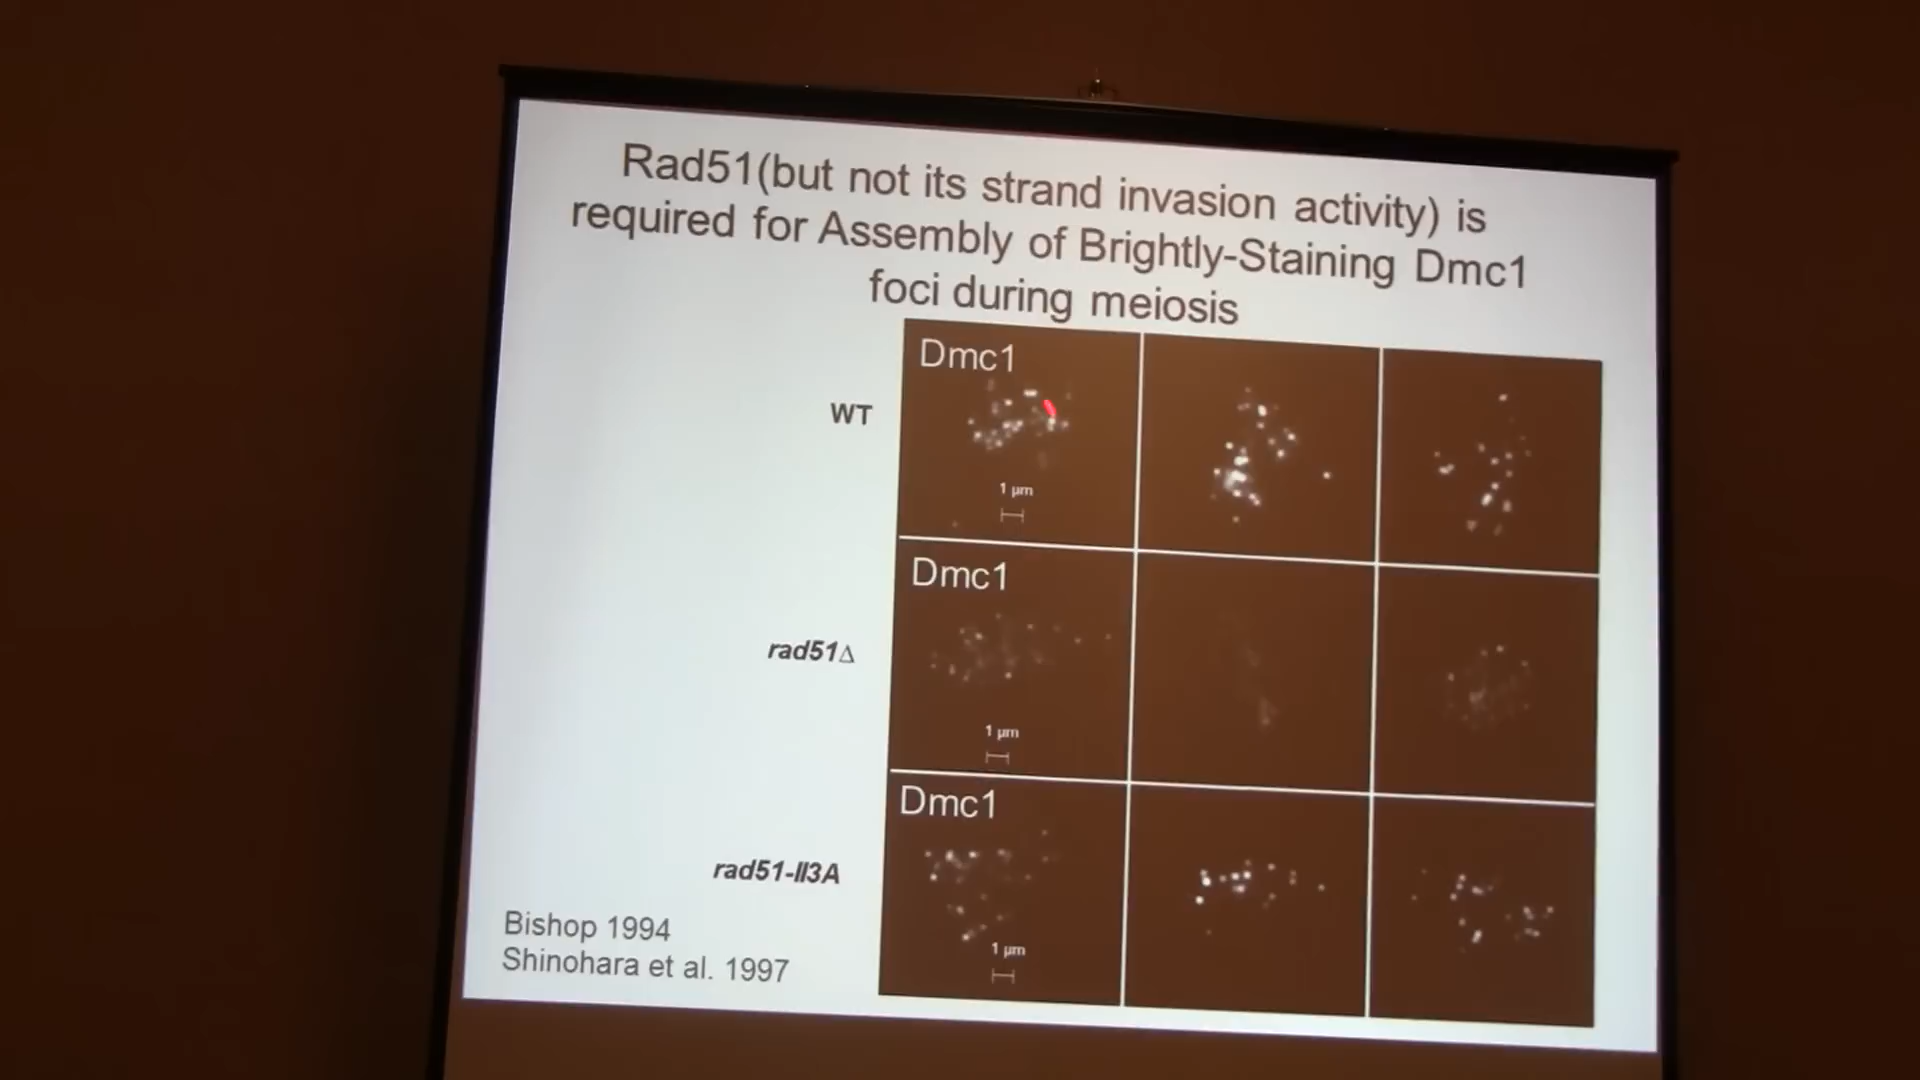 Rad51(but not its strand invasion activity) is
required for Assembly of Brightly-Staining Dmc1
foci during meiosis
Dmc1
WT
1 µm
Dmc1
rad51Δ
1 µm
Dmc1
rad51-II3A
1 µm
Bishop 1994
Shinohara et al. 1997